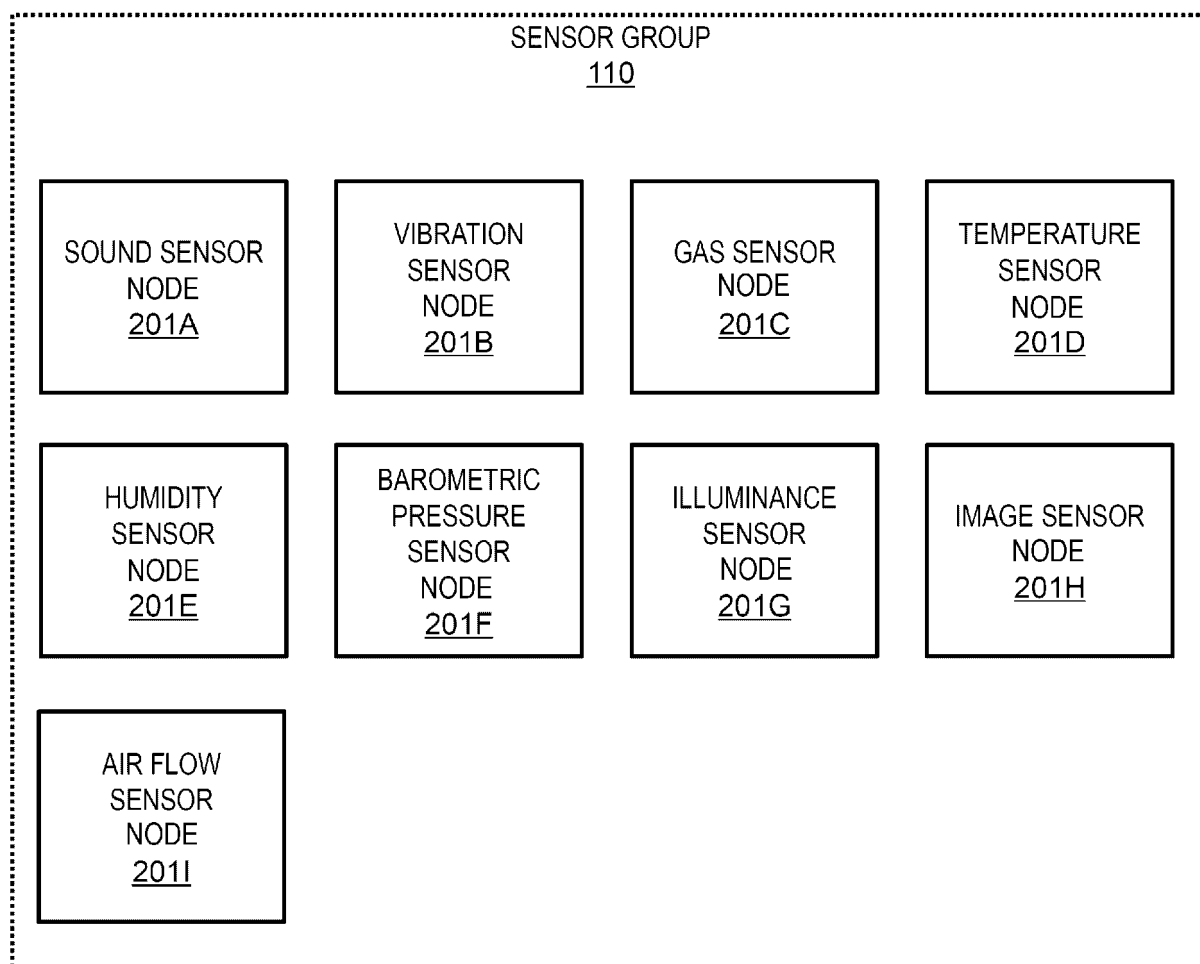 SENSOR GROUP
110
SOUND SENSOR
NODE
201A
VIBRATION
SENSOR
NODE
201B
GAS SENSOR
NODE
201C
TEMPERATURE
SENSOR
NODE
201D
HUMIDITY
SENSOR
NODE
201E
BAROMETRIC
PRESSURE
SENSOR
NODE
201F
ILLUMINANCE
SENSOR
NODE
201G
IMAGE SENSOR
NODE
201H
AIR FLOW
SENSOR
NODE
201I